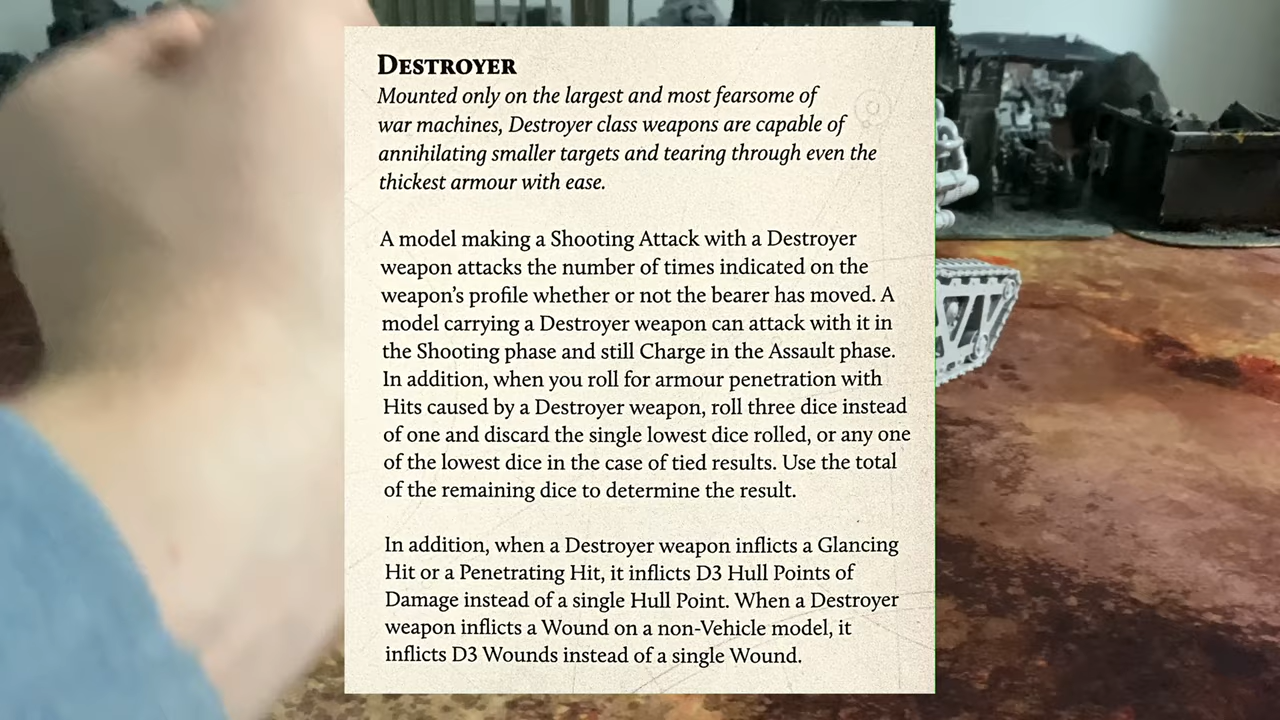 DESTROYER
Mounted only on the largest and most fearsome of
war machines, Destroyer class weapons are capable of
annihilating smaller targets and tearing through even the
thickest armour with ease.
A model making a Shooting Attack with a Destroyer
weapon attacks the number of times indicated on the
weapon's profile whether or not the bearer has moved. A
model carrying a Destroyer weapon can attack with it in
the Shooting phase and still Charge in the Assault phase.
In addition, when you roll for armour penetration with
Hits caused by a Destroyer weapon, roll three dice instead
of one and discard the single lowest dice rolled, or any one
of the lowest dice in the case of tied results. Use the total
of the remaining dice to determine the result.
In addition, when a Destroyer weapon inflicts a Glancing
Hit or a Penetrating Hit, it inflicts D3 Hull Points of
Damage instead of a single Hull Point. When a Destroyer
weapon inflicts a Wound on a non-Vehicle model, it
inflicts D3 Wounds instead of a single Wound.